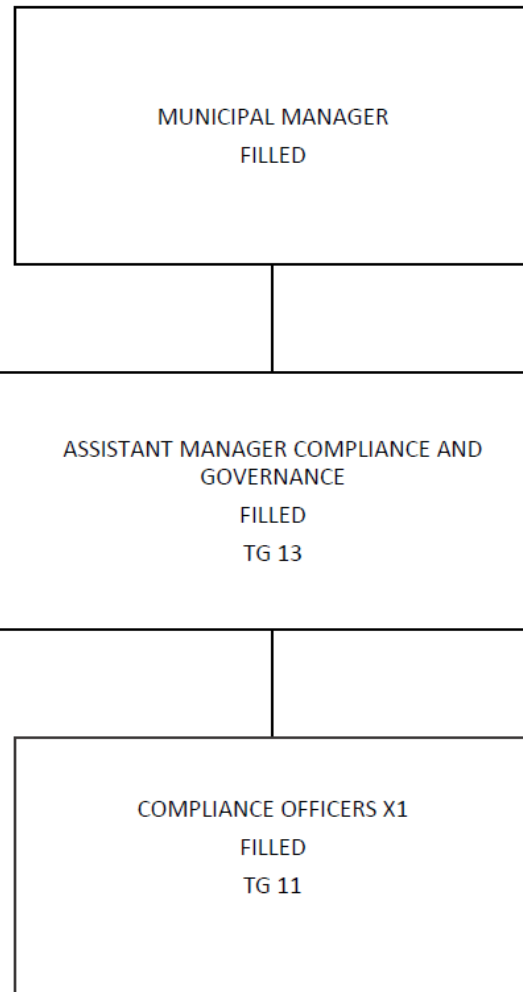 MUNICIPAL MANAGER
FILLED
ASSISTANT MANAGER COMPLIANCE AND
GOVERNANCE
FILLED
TG 13
COMPLIANCE OFFICERS X1
FILLED
TG 11